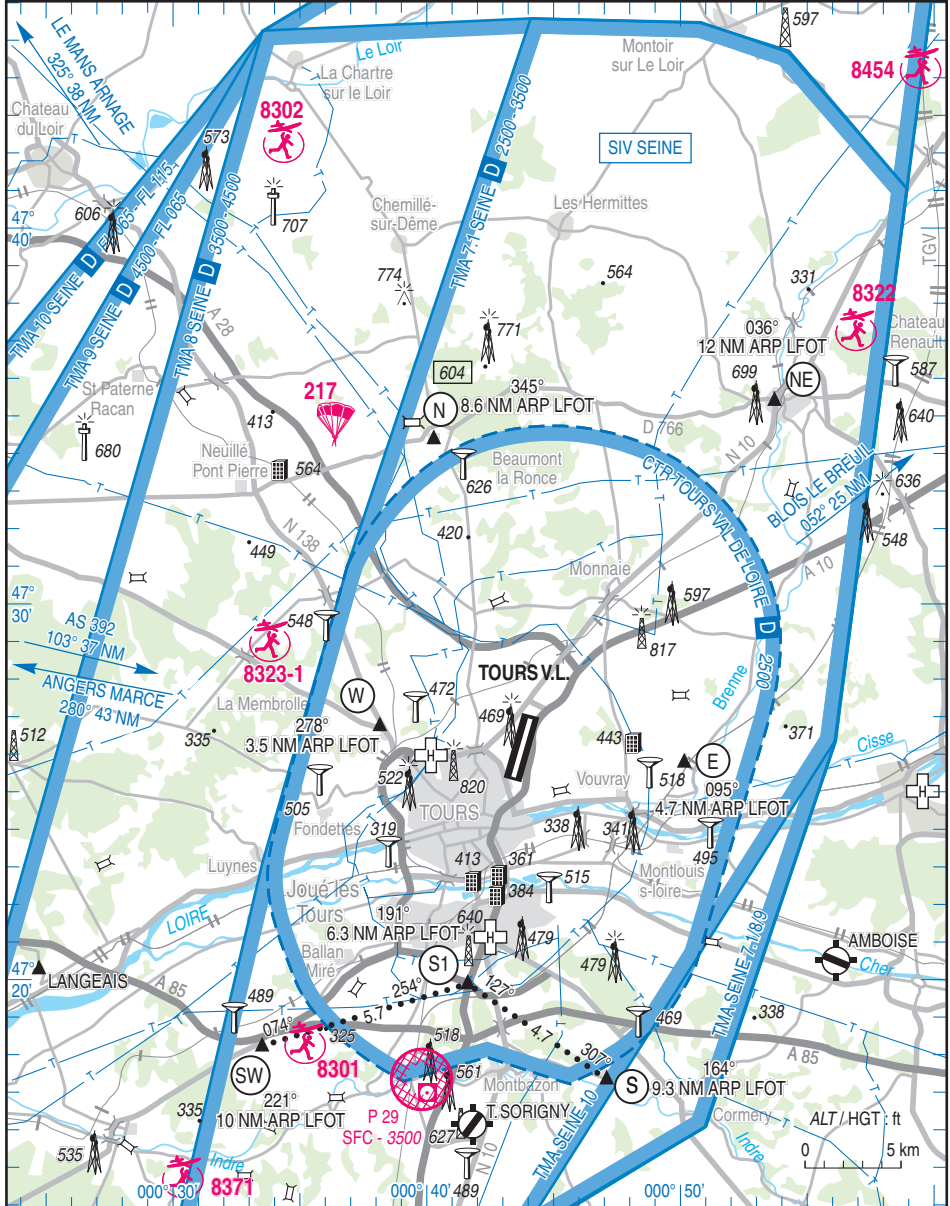 597
Le Loir
Montoir
sur Le Loir
8454
LE MANS ARNAGE
325° 38 NM
La Chartre
sur le Loir
Chateau
du Loir
8302
573
SIV SEINE
TMA 7-1 SEINE D 2500 - 3500
606
707
Chemillé-
sur-Dême
Les Hermittes
47°
40'
TGV
TMA 10 SEINE D FL 065 - FL 115
TMA 9 SEINE D 4500 - FL 065
TMA 8 SEINE D 3500 - 4500
774
564
331
8322
A 28
771
036°
12 NM ARP LFOT
Chateau
Renault
604
St Paterne
Racan
217
345°
8.6 NM ARP LFOT
N
699
NE
587
413
640
680
Neuillé
Pont Pierre
564
D 766
N 10
Beaumont
la Ronce
626
CTR TOURS VAL DE LOIRE D 2500
BLOIS LE BREUIL
052° 25 NM
636
548
N 138
420
449
Monnaie
A 10
47°
30'
548
597
AS 392
103° 37 NM
8323-1
817
ANGERS MARCE
280° 43 NM
TOURS V.L.
Brenne
La Membrolle
W
472
469
371
512
335
278°
3.5 NM ARP LFOT
443
Cisse
E
522
820
Vouvray
518
095°
4.7 NM ARP LFOT
505
TOURS
Fondettes
319
338
341
495
Luynes
413
361
Montlouis
s-loire
384
515
Joué les
Tours
LOIRE
191°
6.3 NM ARP LFOT
640
479
AMBOISE
Ballan
Miré
479
Cher
S1
47°
20'
LANGEAIS
A 85
TMA SEINE 7-1/8/9
489
254°
5.7
127°
4.7
307°
074°
325
518
469
338
8301
561
A 85
SW
221°
10 NM ARP LFOT
Montbazon
S
164°
9.3 NM ARP LFOT
335
P 29
SFC - 3500
T.SORIGNY
627
Cormery
ALT / HGT : ft
535
Indre
N 10
TMA SEINE 10
Indre
0 5 km
8371
489
000° 30'
000° 40'
000° 50'